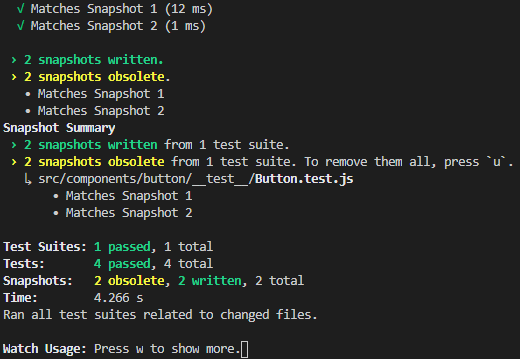 √ Matches Snapshot 1 (12 ms)
√ Matches Snapshot 2 (1 ms)
› 2 snapshots written.
› 2 snapshots obsolete.
• Matches Snapshot 1
• Matches Snapshot 2
Snapshot Summary
› 2 snapshots written from 1 test suite.
› 2 snapshots obsolete from 1 test suite. To remove them all, press `u`.
↳ src/components/button/__test__/Button.test.js
• Matches Snapshot 1
• Matches Snapshot 2
Test Suites: 1 passed, 1 total
Tests: 4 passed, 4 total
Snapshots: 2 obsolete, 2 written, 2 total
Time: 4.266 s
Ran all test suites related to changed files.
Watch Usage: Press w to show more.